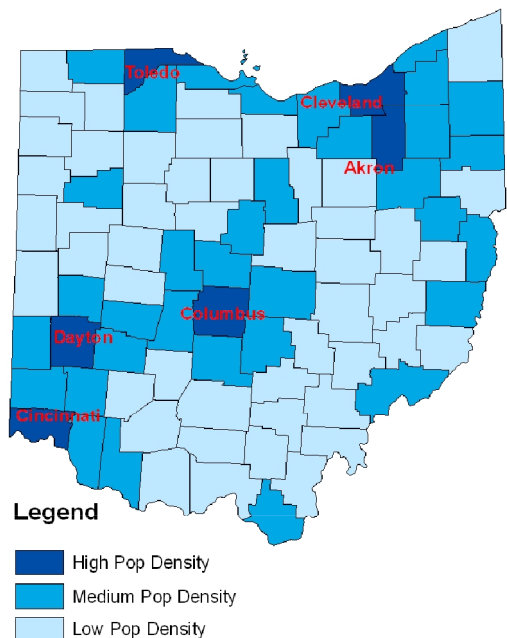 Toledo
Cleveland
Akron
Columbus
Dayton
Cincinnati
Legend
High Pop Density
Medium Pop Density
Low Pop Density